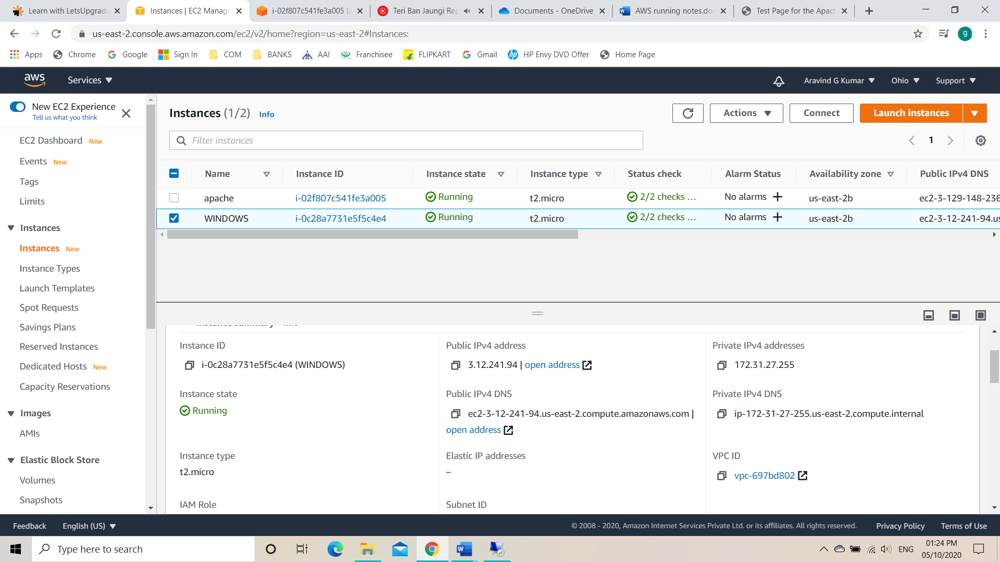 Learn with LetsUpgrade
Instances | EC2 Manage
i-02f807c541fe3a005 (a
Teri Ban Jaungi Rep
Documents - OneDrive
AWS running notes.doc
Test Page for the Apach
us-east-2.console.aws.amazon.com/ec2/v2/home?region=us-east-2#Instances:
g
Apps
Chrome
Google
Sign In
COM
BANKS
AAI
Franchisee
FLIPKART
Gmail
HP Envy DVD Offer
Home Page
aws
Services
Aravind G Kumar
Ohio
Support
New EC2 Experience
Tell us what you think
EC2 Dashboard New
Events New
Tags
Limits
Instances
Instances New
Instance Types
Launch Templates
Spot Requests
Savings Plans
Reserved Instances
Dedicated Hosts New
Capacity Reservations
Images
AMIs
Elastic Block Store
Volumes
Snapshots
Instances (1/2) Info
Actions
Connect
Launch instances
Filter instances
1
Name Instance ID Instance state Instance type Status check Alarm Status Availability zone Public IPv4 DNS
apache i-02f807c541fe3a005 Running t2.micro 2/2 checks ... No alarms + us-east-2b ec2-3-129-148-236
WINDOWS i-0c28a7731e5f5c4e4 Running t2.micro 2/2 checks ... No alarms + us-east-2b ec2-3-12-241-94.us
Instance ID
i-0c28a7731e5f5c4e4 (WINDOWS)
Public IPv4 address
3.12.241.94 | open address
Private IPv4 addresses
172.31.27.255
Instance state
Running
Public IPv4 DNS
ec2-3-12-241-94.us-east-2.compute.amazonaws.com |
open address
Private IPv4 DNS
ip-172-31-27-255.us-east-2.compute.internal
Instance type
t2.micro
Elastic IP addresses
–
VPC ID
vpc-697bd802
IAM Role
Subnet ID
Feedback
English (US)
© 2008 - 2020, Amazon Internet Services Private Ltd. or its affiliates. All rights reserved.
Privacy Policy
Terms of Use
Type here to search
ENG
01:24 PM
05/10/2020